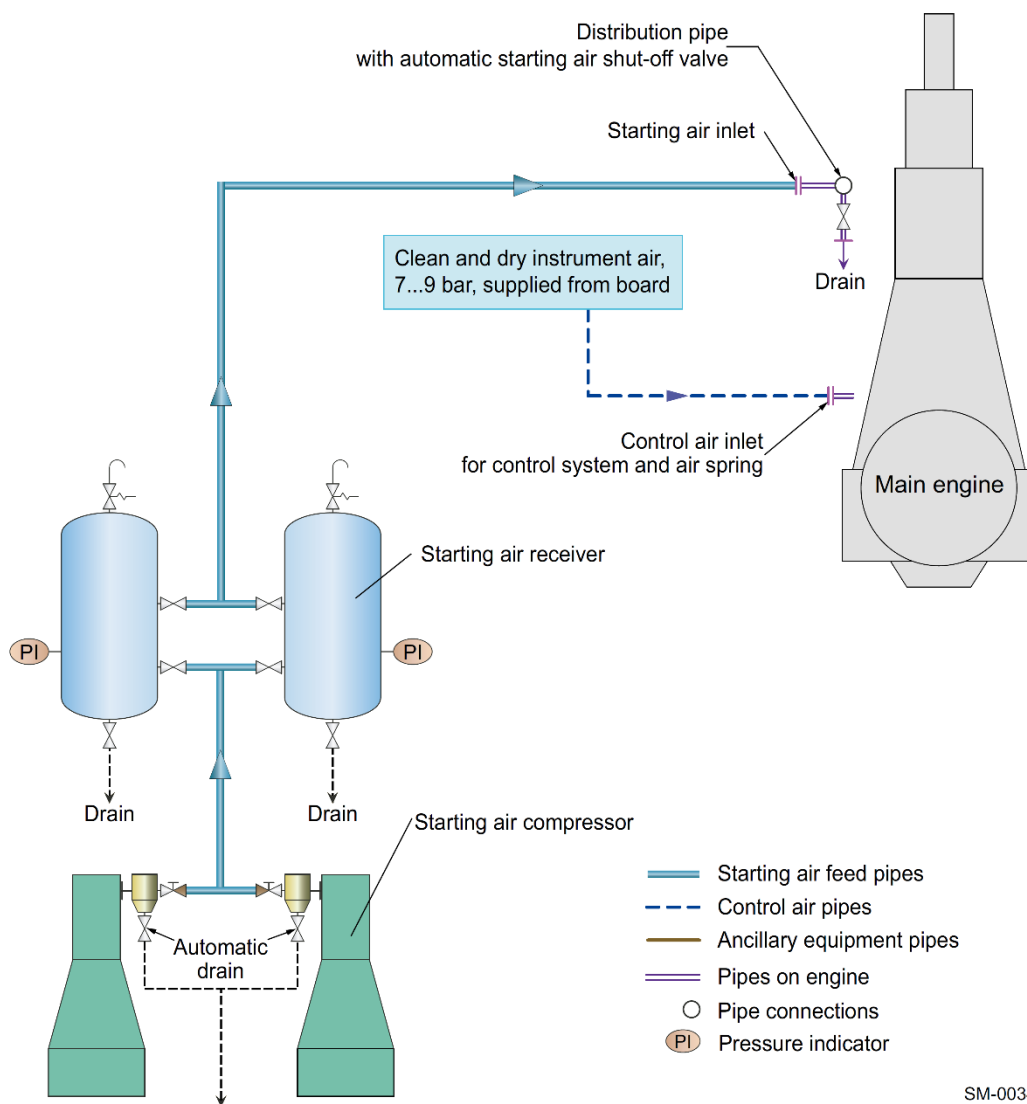 Distribution pipe
with automatic starting air shut-off valve
Starting air inlet
Clean and dry instrument air,
7...9 bar, supplied from board
Drain
Control air inlet
for control system and air spring
Main engine
Starting air receiver
PI
PI
Drain
Drain
Starting air compressor
Automatic
drain
Starting air feed pipes
Control air pipes
Ancillary equipment pipes
Pipes on engine
Pipe connections
PI Pressure indicator
SM-003